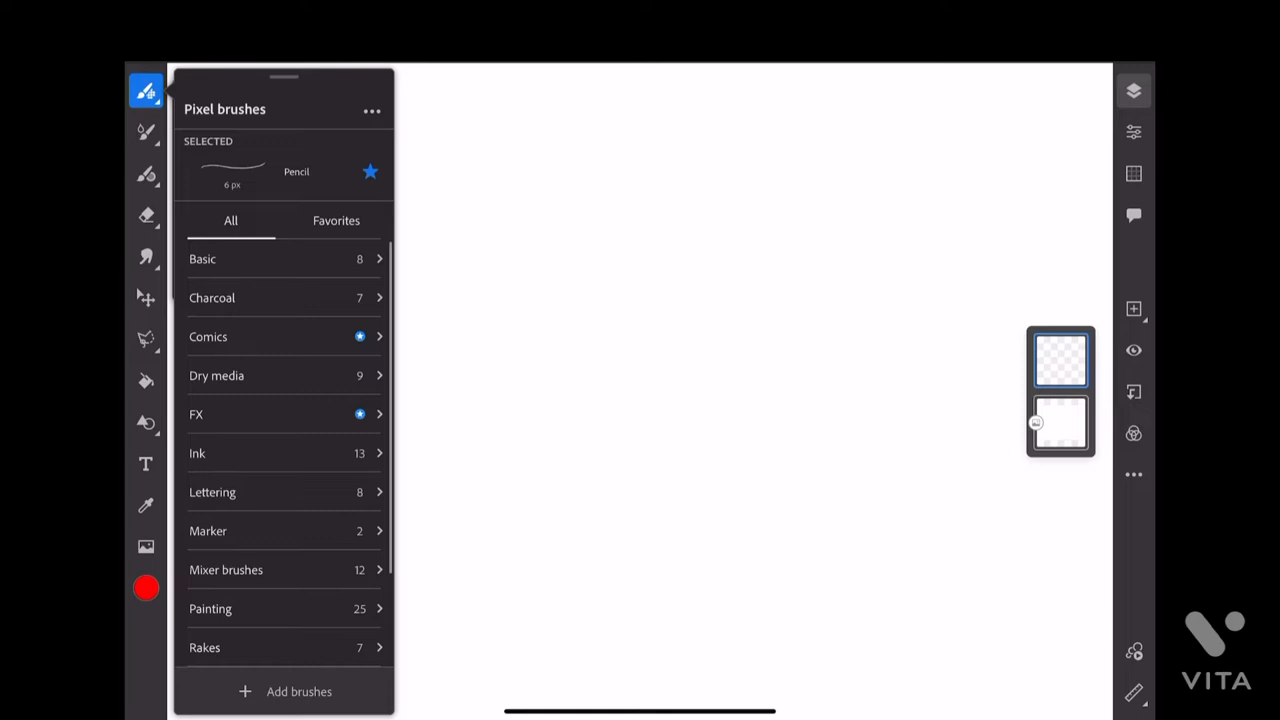 Pixel brushes
SELECTED
Pencil
6 px
All Favorites
Basic 8
Charcoal 7
Comics
Dry media 9
FX
Ink 13
Lettering 8
Marker 2
Mixer brushes 12
Painting 25
Rakes 7
+ Add brushes
T
VITA